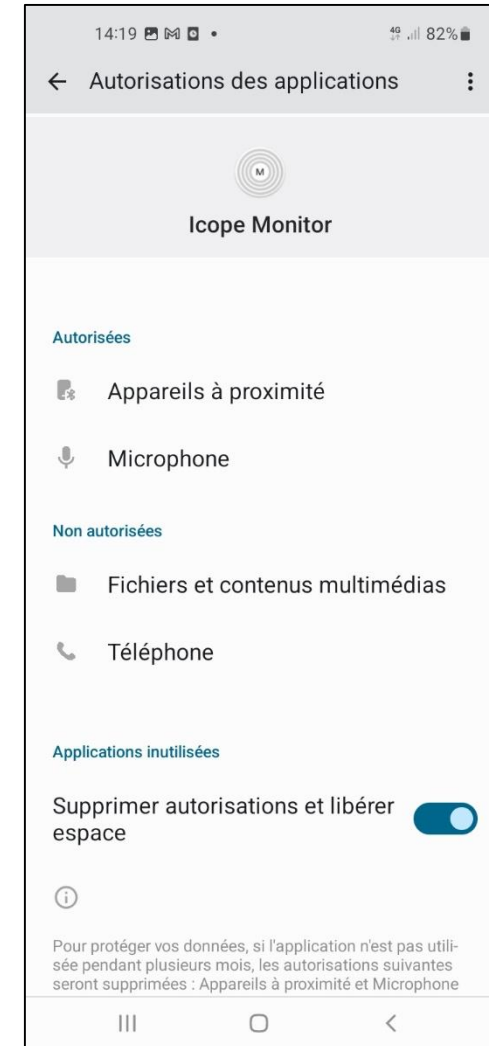 14:19
4G 82%
Autorisations des applications
M
Icope Monitor
Autorisées
Appareils à proximité
Microphone
Non autorisées
Fichiers et contenus multimédias
Téléphone
Applications inutilisées
Supprimer autorisations et libérer
espace
Pour protéger vos données, si l'application n'est pas utili-
sée pendant plusieurs mois, les autorisations suivantes
seront supprimées : Appareils à proximité et Microphone